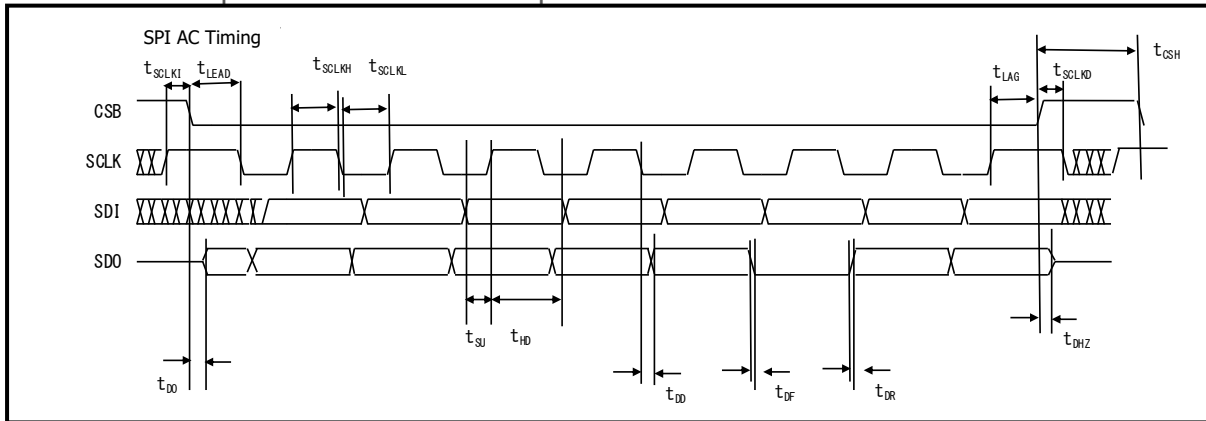 SPI AC Timing
tSCLKI
tLEAD
tSCLKH
tSCLKL
tLAG
tSCLKD
tCSH
CSB
SCLK
SDI
SDO
tSU
tHD
tDHZ
tDO
tDD
tDF
tDR